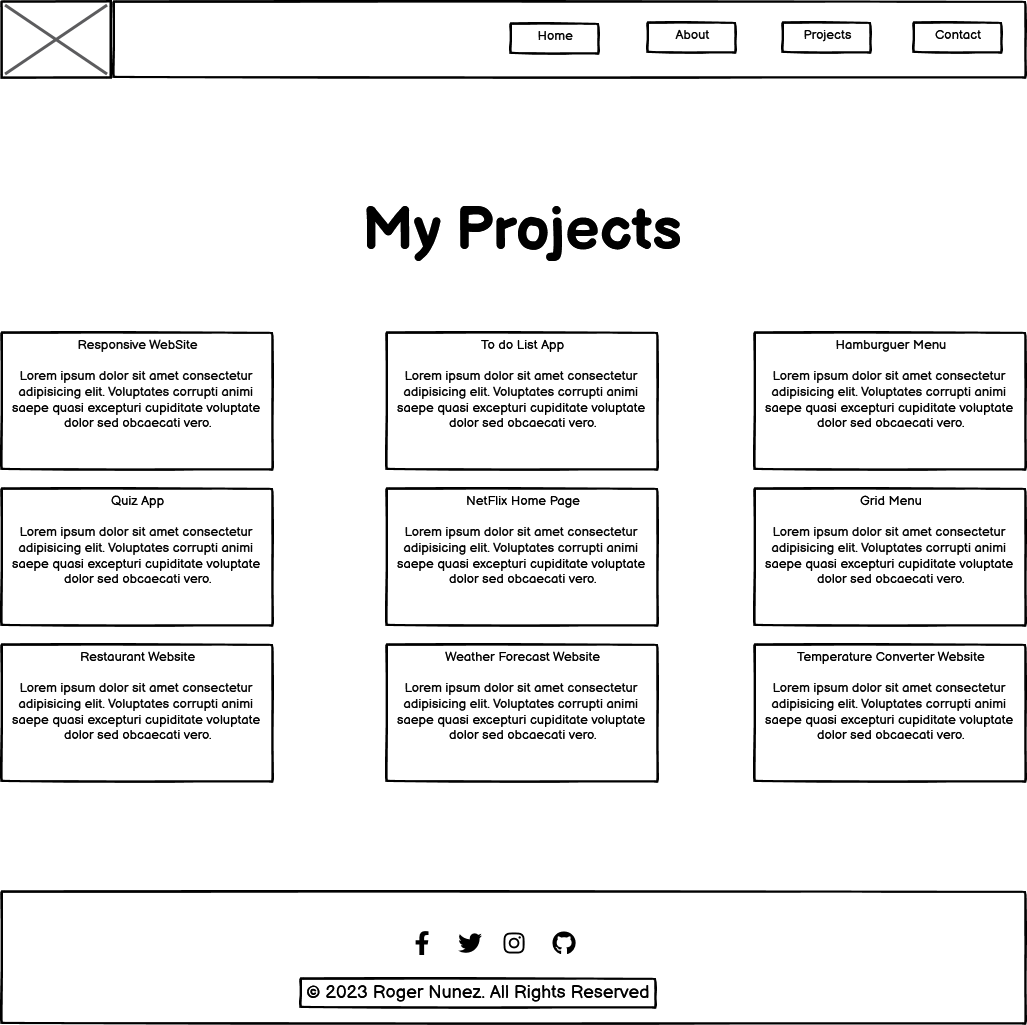 Home
About
Projects
Contact
My Projects
Responsive WebSite
Lorem ipsum dolor sit amet consectetur
adipisicing elit. Voluptates corrupti animi
saepe quasi excepturi cupiditate voluptate
dolor sed obcaecati vero.
To do List App
Lorem ipsum dolor sit amet consectetur
adipisicing elit. Voluptates corrupti animi
saepe quasi excepturi cupiditate voluptate
dolor sed obcaecati vero.
Hamburguer Menu
Lorem ipsum dolor sit amet consectetur
adipisicing elit. Voluptates corrupti animi
saepe quasi excepturi cupiditate voluptate
dolor sed obcaecati vero.
Quiz App
Lorem ipsum dolor sit amet consectetur
adipisicing elit. Voluptates corrupti animi
saepe quasi excepturi cupiditate voluptate
dolor sed obcaecati vero.
NetFlix Home Page
Lorem ipsum dolor sit amet consectetur
adipisicing elit. Voluptates corrupti animi
saepe quasi excepturi cupiditate voluptate
dolor sed obcaecati vero.
Grid Menu
Lorem ipsum dolor sit amet consectetur
adipisicing elit. Voluptates corrupti animi
saepe quasi excepturi cupiditate voluptate
dolor sed obcaecati vero.
Restaurant Website
Lorem ipsum dolor sit amet consectetur
adipisicing elit. Voluptates corrupti animi
saepe quasi excepturi cupiditate voluptate
dolor sed obcaecati vero.
Weather Forecast Website
Lorem ipsum dolor sit amet consectetur
adipisicing elit. Voluptates corrupti animi
saepe quasi excepturi cupiditate voluptate
dolor sed obcaecati vero.
Temperature Converter Website
Lorem ipsum dolor sit amet consectetur
adipisicing elit. Voluptates corrupti animi
saepe quasi excepturi cupiditate voluptate
dolor sed obcaecati vero.
© 2023 Roger Nunez. All Rights Reserved